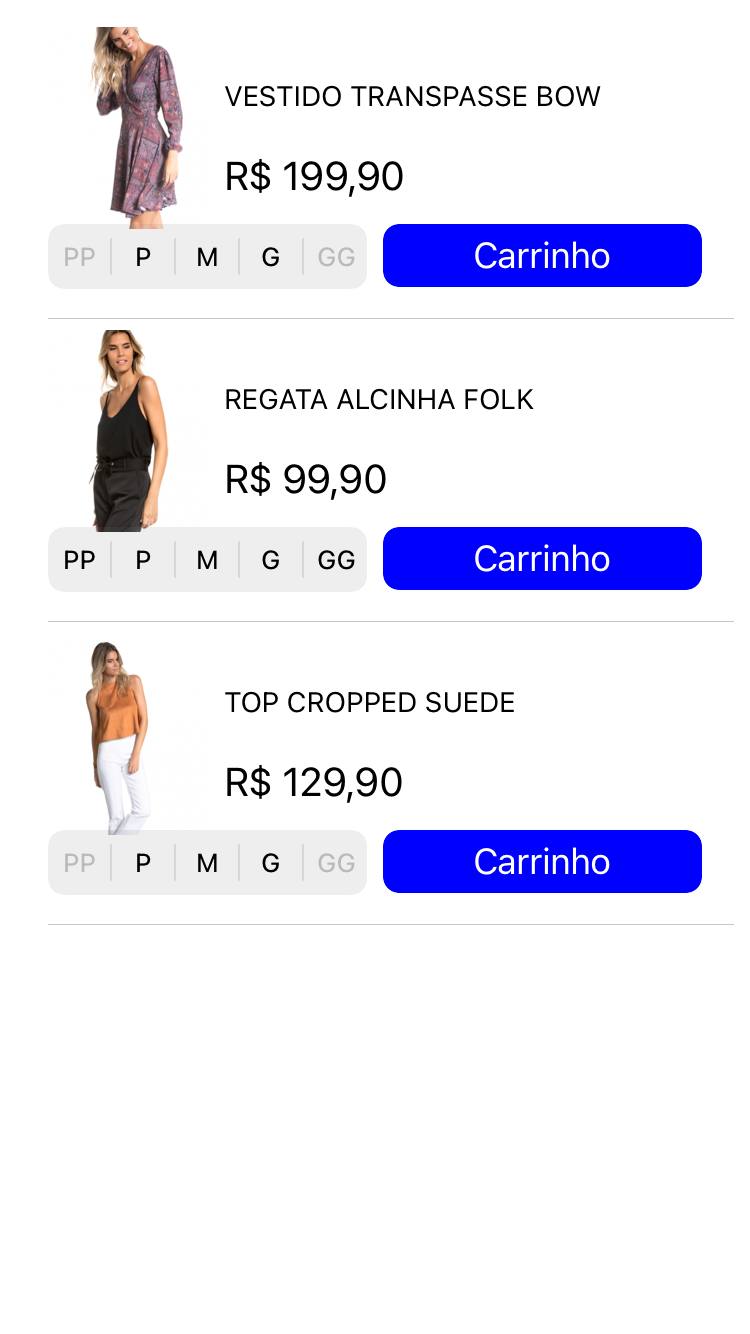 VESTIDO TRANSPASSE BOW
R$ 199,90
PP P M G GG
Carrinho
REGATA ALCINHA FOLK
R$ 99,90
PP P M G GG
Carrinho
TOP CROPPED SUEDE
R$ 129,90
PP P M G GG
Carrinho